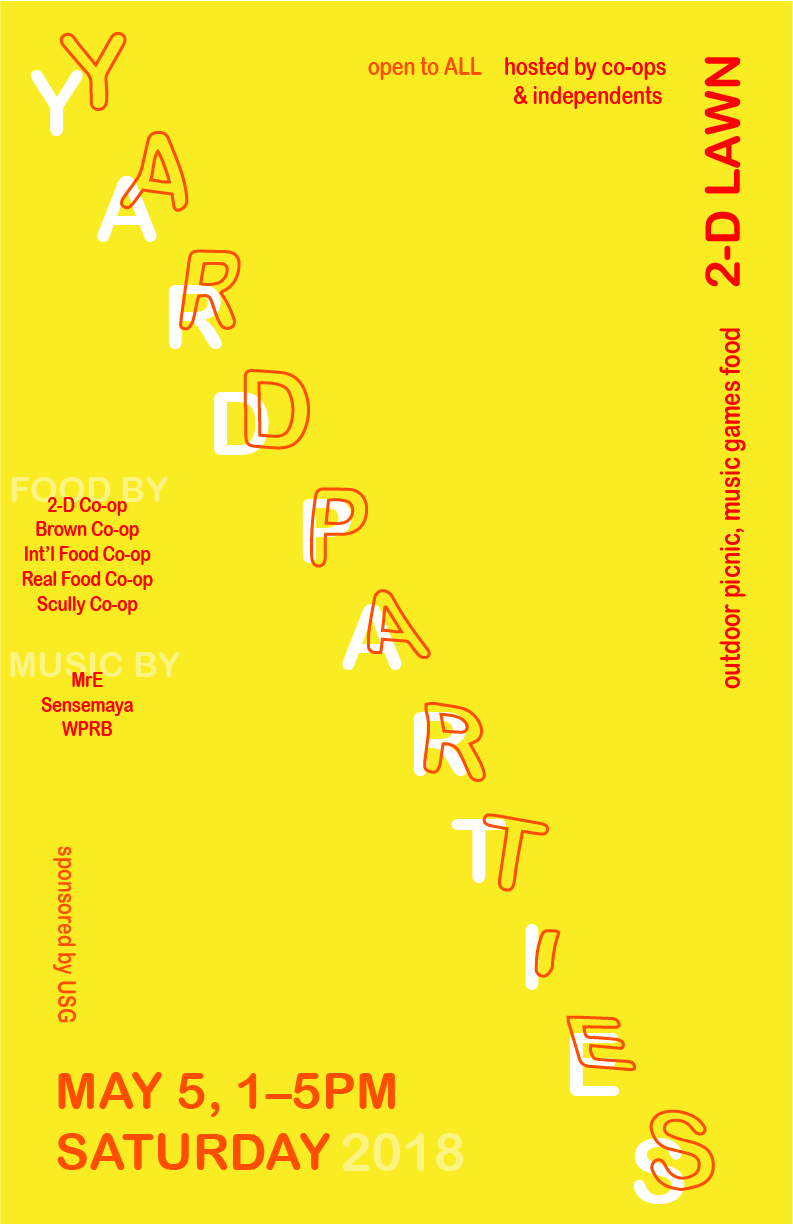 YARDPARTIES
open to ALL
hosted by co-ops
& independents
2-D LAWN
outdoor picnic, music games food
FOOD BY
2-D Co-op
Brown Co-op
Int'l Food Co-op
Real Food Co-op
Scully Co-op
MUSIC BY
MrE
Sensemaya
WPRB
sponsored by USG
MAY 5, 1–5PM
SATURDAY 2018